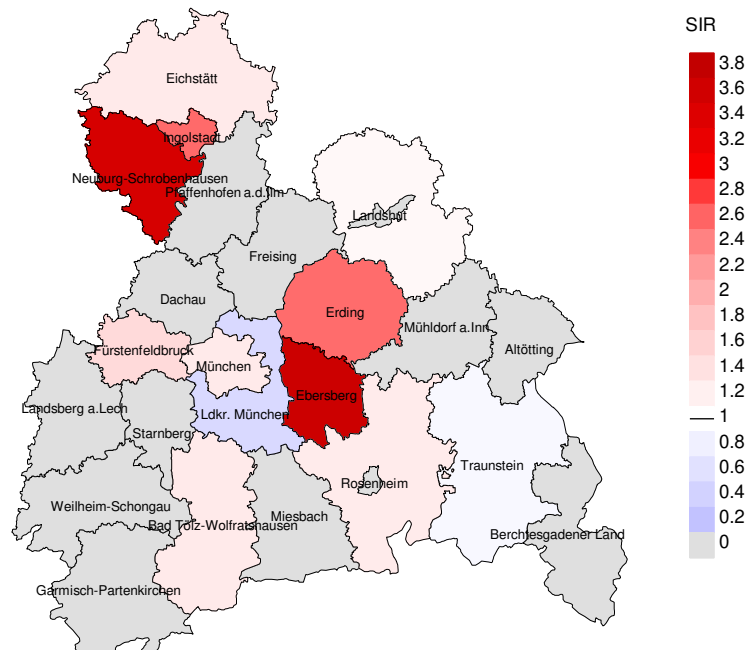 SIR
3.8
3.6
3.4
3.2
3
2.8
2.6
2.4
2.2
2
1.8
1.6
1.4
1.2
1
0.8
0.6
0.4
0.2
0
Eichstätt
Ingolstadt
Neuburg-Schrobenhausen
Pfaffenhofen a.d.Ilm
Landshut
Freising
Dachau
Erding
Mühldorf a.Inn
Altötting
Fürstenfeldbruck
München
Ebersberg
Landsberg a.Lech
Ldkr. München
Starnberg
Traunstein
Rosenheim
Weilheim-Schongau
Miesbach
Bad Tölz-Wolfratshausen
Berchtesgadener Land
Garmisch-Partenkirchen